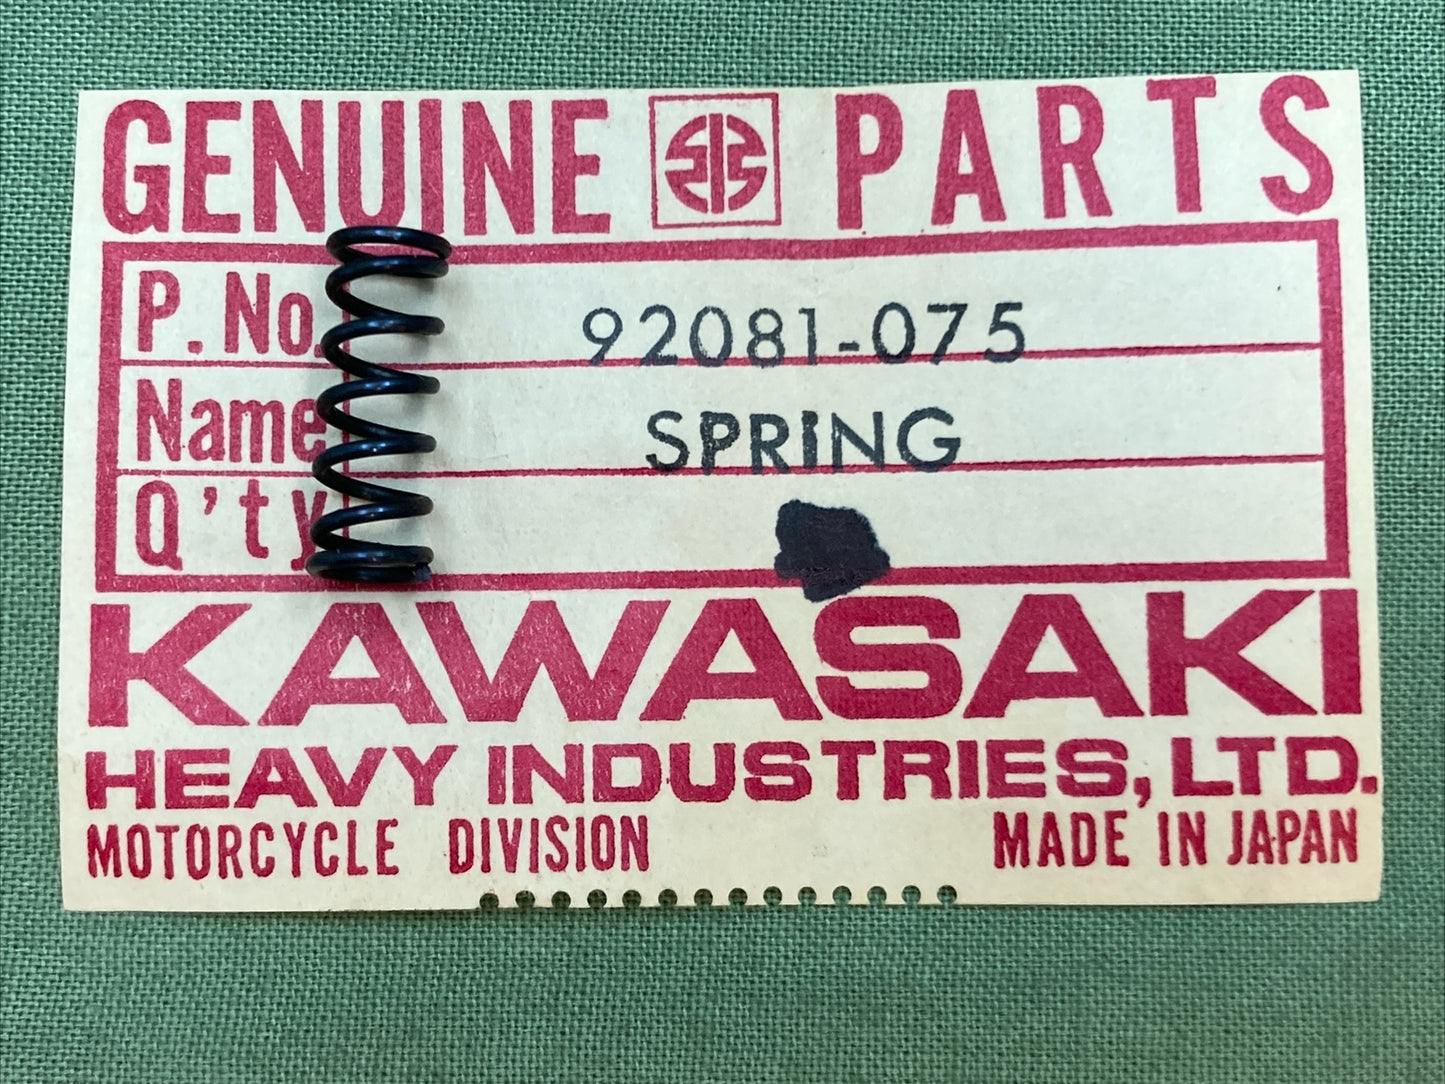 GENUINE PARTS
P. No. 92081-075
Name SPRING
Q'ty
KAWASAKI
HEAVY INDUSTRIES, LTD.
MOTORCYCLE DIVISION MADE IN JAPAN